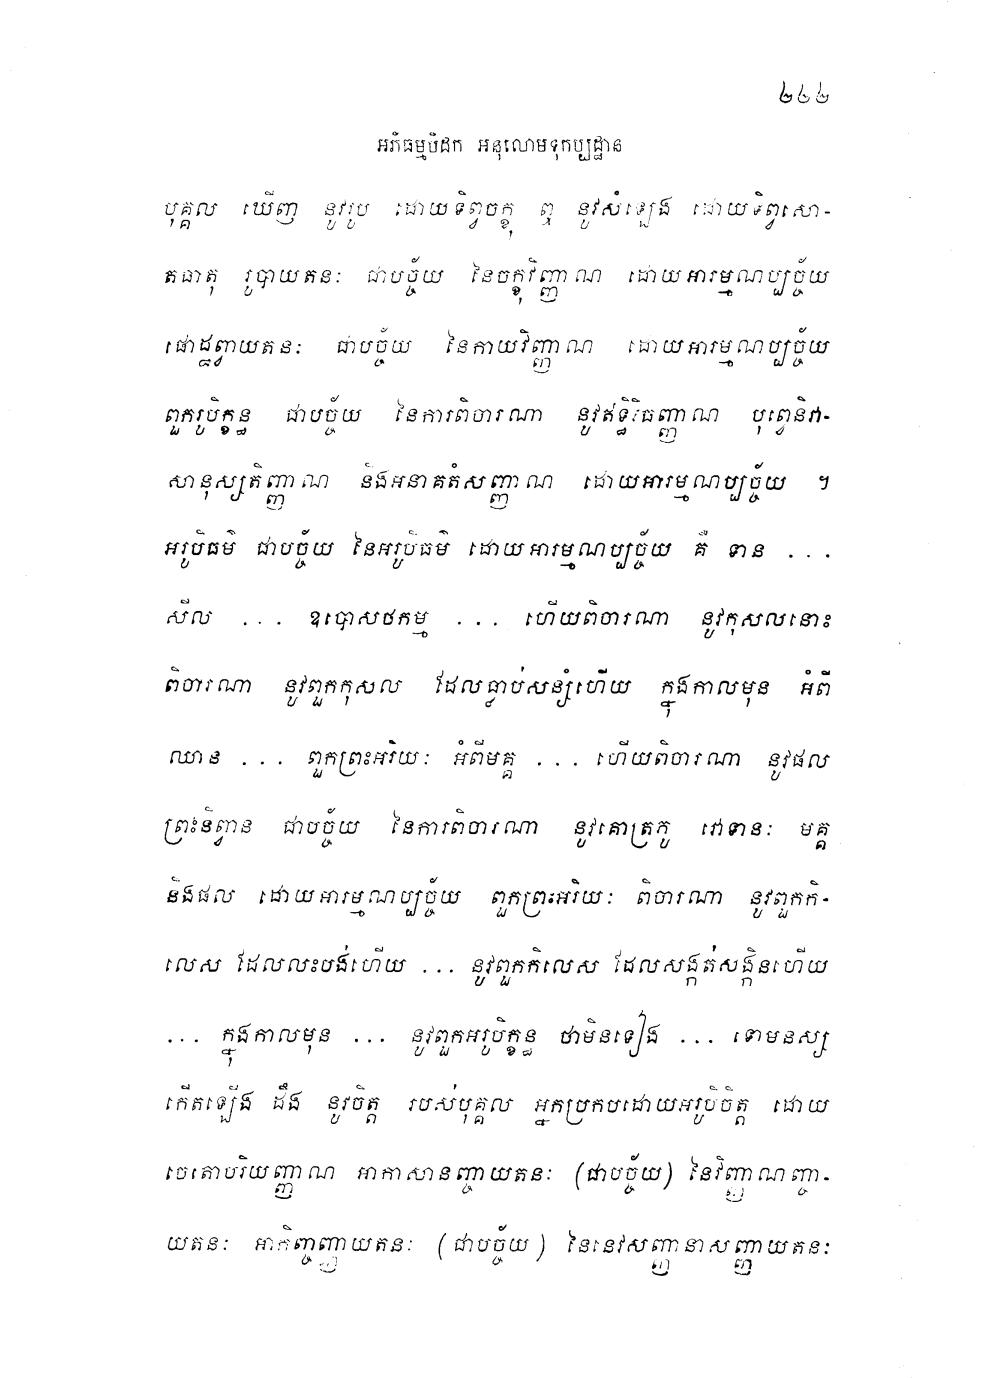 ២៤៤
អភិធម្មបិដក អនុលោមទុកប្បដ្ឋាន
បុគ្គល ឃើញ នូវរូប ដោយទិព្វចក្ខុ ឮ នូវសំឡេង ដោយទិព្វសោ-
តធាតុ រូបាយតនៈ ជាបច្ច័យ នៃចក្ខុវិញ្ញាណ ដោយអារម្មណប្បច្ច័យ
ផោដ្ឋព្វាយតនៈ ជាបច្ច័យ នៃកាយវិញ្ញាណ ដោយអារម្មណប្បច្ច័យ
ពួករូបិក្ខន្ធ ជាបច្ច័យ នៃការពិចារណា នូវឥទ្ធិវិធញ្ញាណ បុព្វេនិវា-
សានុស្សតិញ្ញាណ និងអនាគតំសញ្ញាណ ដោយអារម្មណប្បច្ច័យ ។
អរូបិធម៌ ជាបច្ច័យ នៃអរូបិធម៌ ដោយអារម្មណប្បច្ច័យ គឺ ទាន ...
សីល ... ឧបោសថកម្ម ... ហើយពិចារណា នូវកុសលនោះ
ពិចារណា នូវពួកកុសល ដែលធ្លាប់សន្សំហើយ ក្នុងកាលមុន អំពី
ឈាន ... ពួកព្រះអរិយៈ អំពីមគ្គ ... ហើយពិចារណា នូវផល
ព្រះនិព្វាន ជាបច្ច័យ នៃការពិចារណា នូវគោត្រភូ វោទានៈ មគ្គ
និងផល ដោយអារម្មណប្បច្ច័យ ពួកព្រះអរិយៈ ពិចារណា នូវពួកកិ-
លេស ដែលលះបង់ហើយ ... នូវពួកកិលេស ដែលសង្កត់សង្កិនហើយ
... ក្នុងកាលមុន ... នូវពួកអរូបិក្ខន្ធ ថាមិនទៀង ... ទោមនស្ស
កើតឡើង ដឹង នូវចិត្ត របស់បុគ្គល អ្នកប្រកបដោយអរូបិចិត្ត ដោយ
ចេតោបរិយញ្ញាណ អាកាសានញ្ចាយតនៈ (ជាបច្ច័យ) នៃវិញ្ញាណញ្ចា-
យតនៈ អាកិញ្ចញ្ញាយតនៈ (ជាបច្ច័យ) នៃនេវសញ្ញានាសញ្ញាយតនៈ